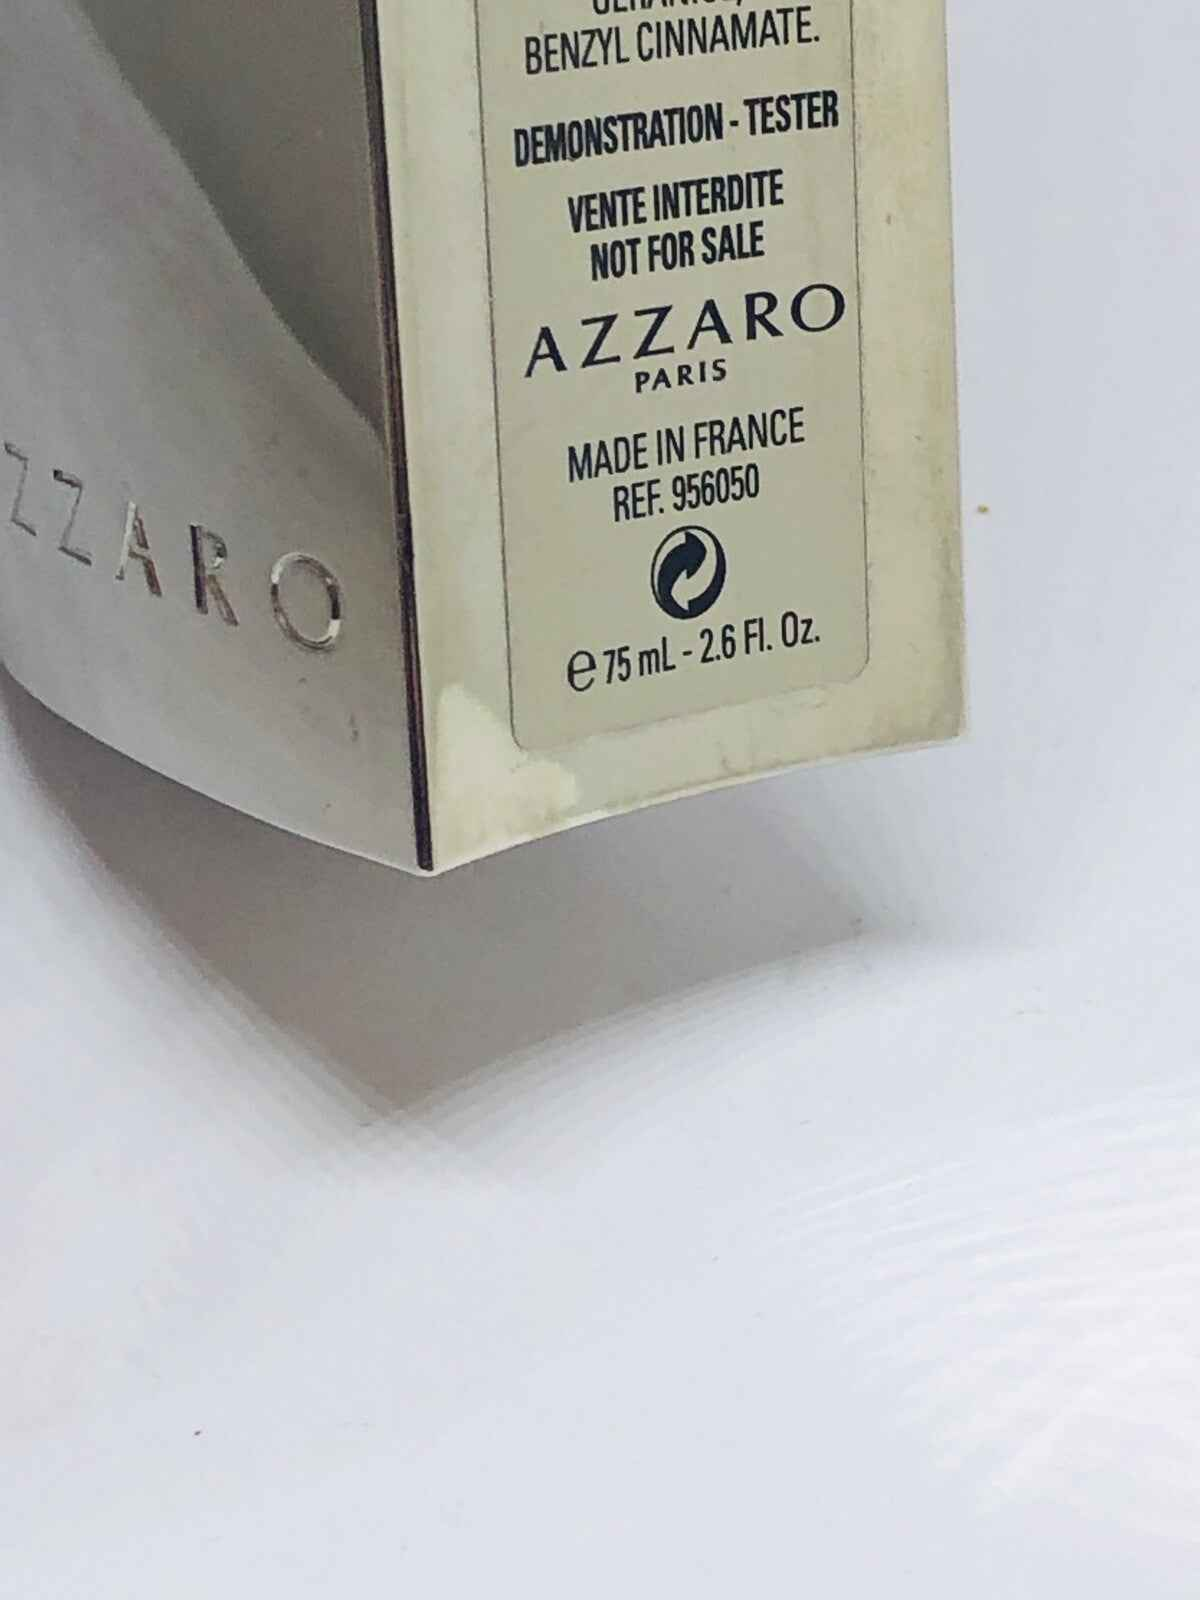 BENZYL CINNAMATE.
DEMONSTRATION - TESTER
VENTE INTERDITE
NOT FOR SALE
AZZARO
PARIS
MADE IN FRANCE
REF. 956050
e 75 mL - 2.6 Fl. Oz.
ZZARO